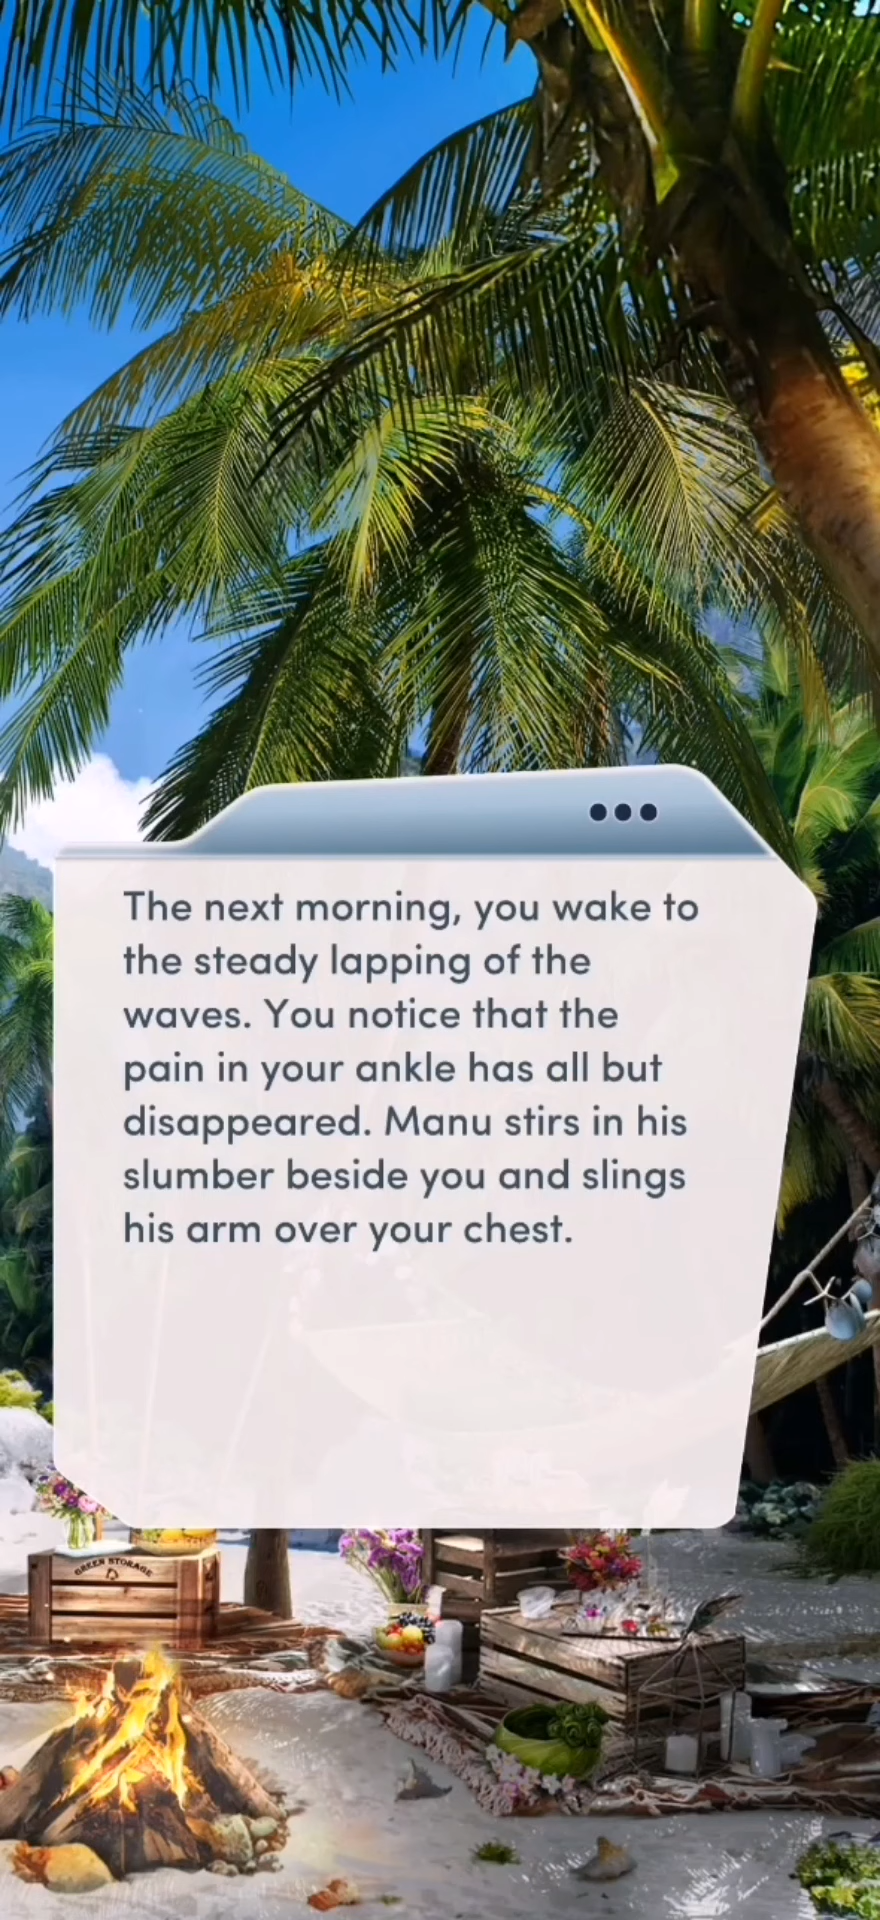 The next morning, you wake to
the steady lapping of the
waves. You notice that the
pain in your ankle has all but
disappeared. Manu stirs in his
slumber beside you and slings
his arm over your chest.
GREEN STORAGE